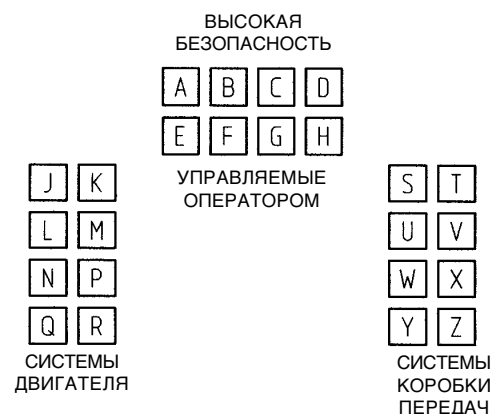 ВЫСОКАЯ
БЕЗОПАСНОСТЬ
A B C D
E F G H
УПРАВЛЯЕМЫЕ
ОПЕРАТОРОМ
J K
L M
N P
Q R
СИСТЕМЫ
ДВИГАТЕЛЯ
S T
U V
W X
Y Z
СИСТЕМЫ
КОРОБКИ
ПЕРЕДАЧ